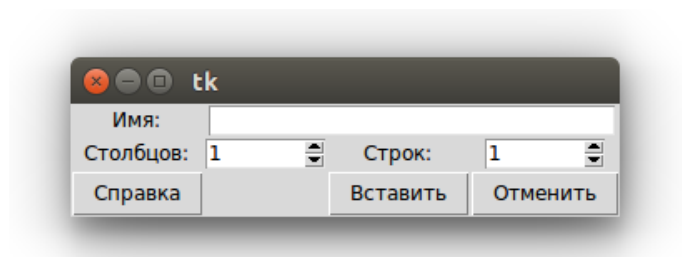 tk
Имя:
Столбцов: 1 Строк: 1
Справка Вставить Отменить